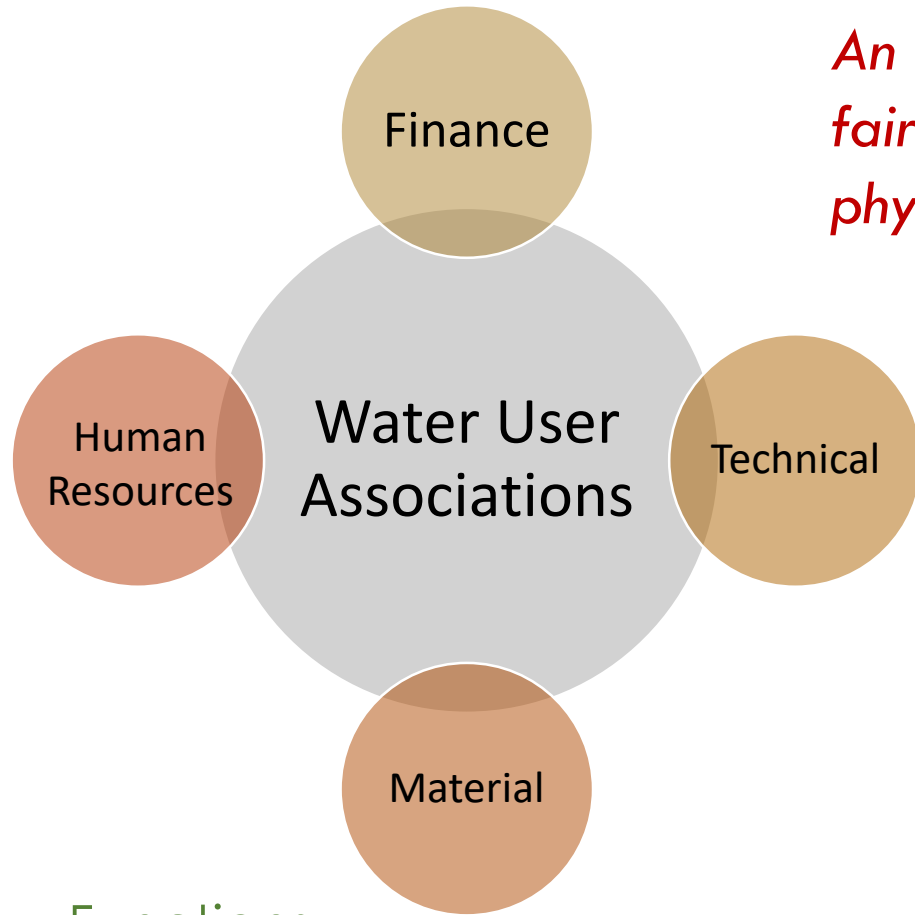 An
fair
phy
Finance
Human
Resources
Water User
Associations
Technical
Material